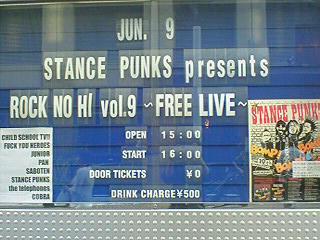 JUN. 9
STANCE PUNKS presents
ROCK NO HI vol.9 ~FREE LIVE~
OPEN 15:00
START 16:00
DOOR TICKETS ¥0
DRINK CHARGE ¥500
CHILD SCHOOL TV!!
FUCK YOU HEROES
JUNIOR
PAN
SABOTEN
STANCE PUNKS
the telephones
COBRA
STANCE PUNKS